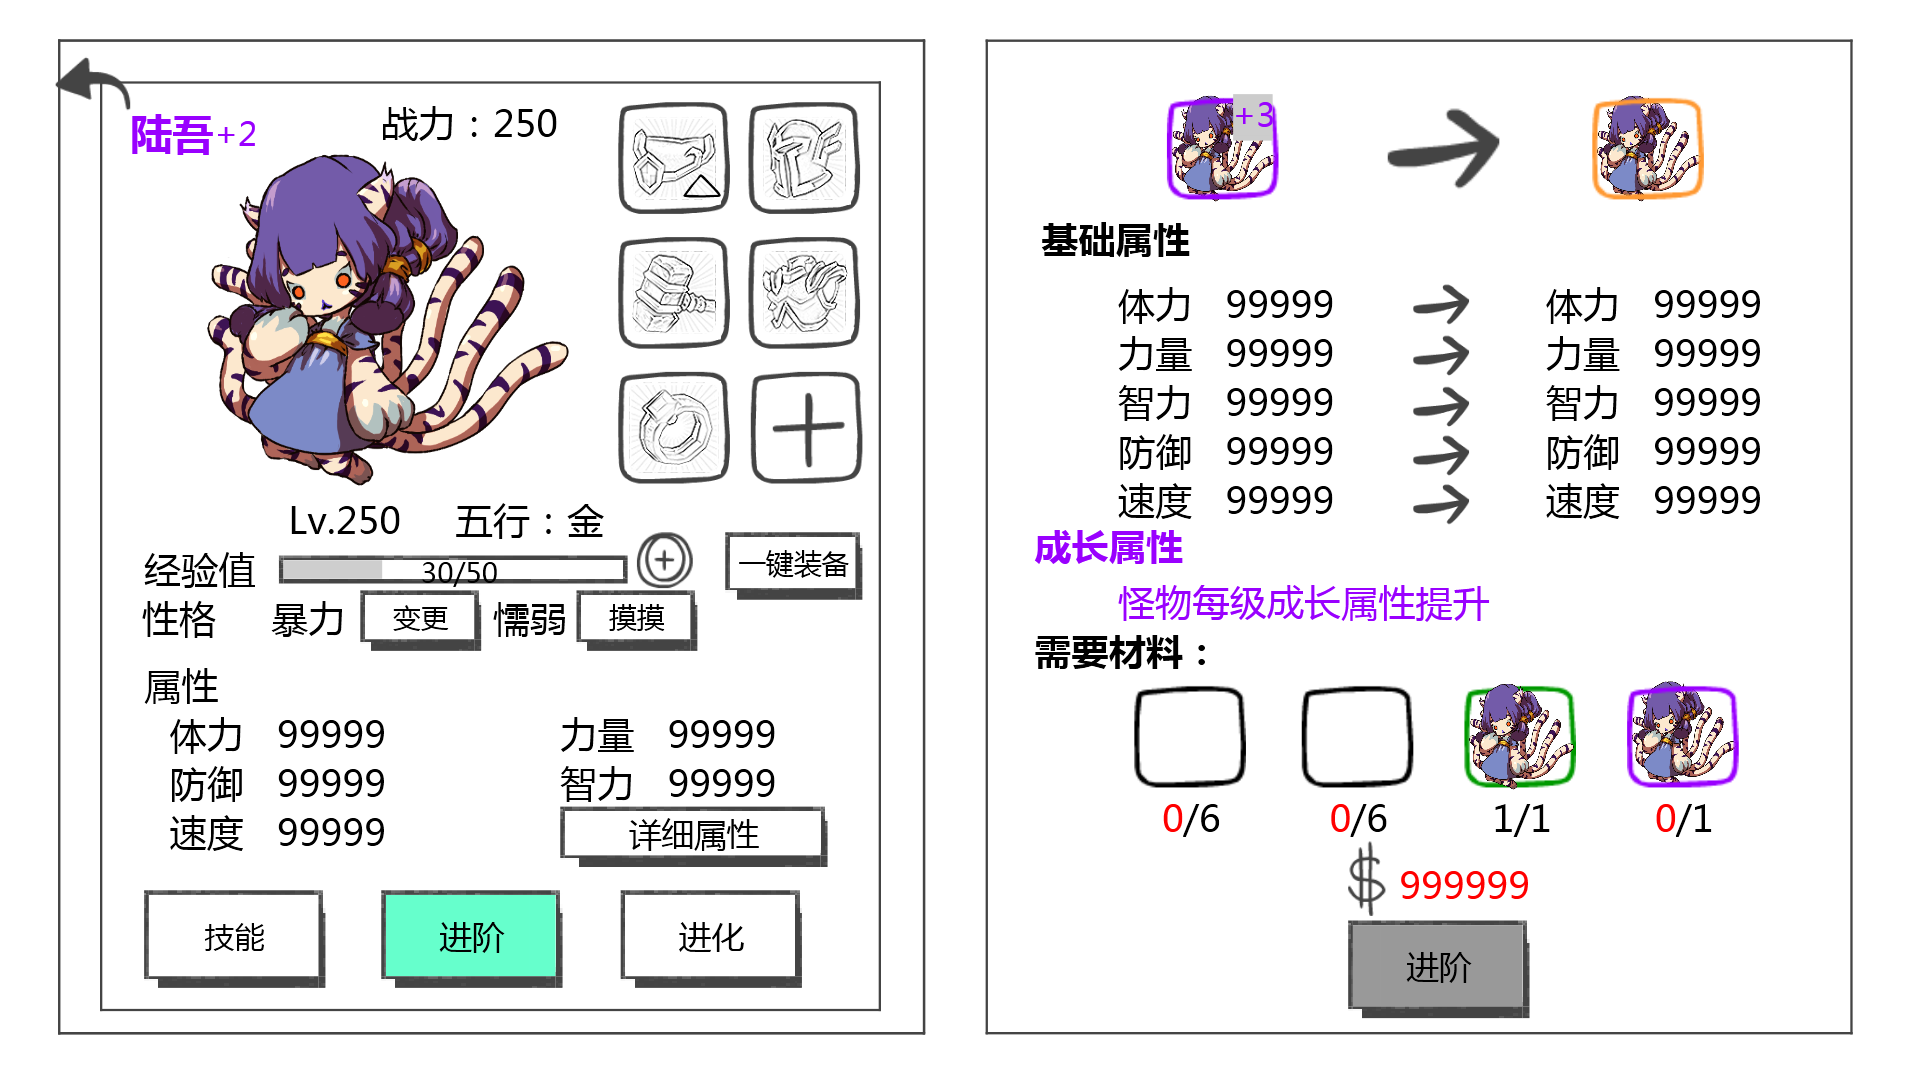 陆吾+2
战力：250
Lv.250 五行：金
经验值 30/50 一键装备
性格 暴力 变更 懦弱 摸摸
属性
体力 99999 力量 99999
防御 99999 智力 99999
速度 99999 详细属性
技能 进阶 进化
+3
基础属性
体力 99999 体力 99999
力量 99999 力量 99999
智力 99999 智力 99999
防御 99999 防御 99999
速度 99999 速度 99999
成长属性
怪物每级成长属性提升
需要材料：
0/6 0/6 1/1 0/1
$ 999999
进阶